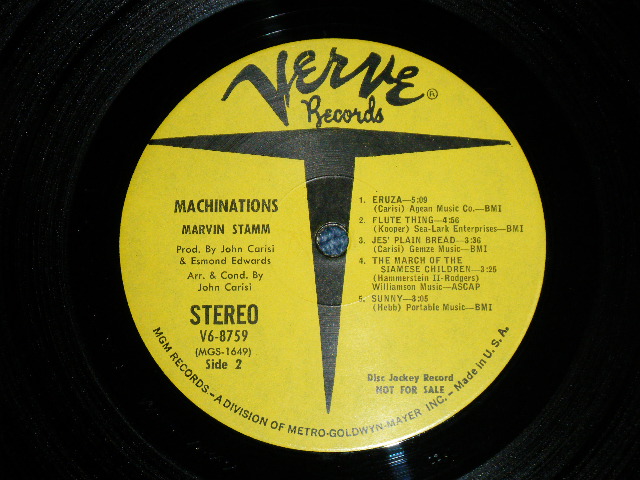 VERVE ®
Records
MACHINATIONS
MARVIN STAMM
Prod. By John Carisi
& Esmond Edwards
Arr. & Cond. By
John Carisi
STEREO
V6-8759
(MGS-1649)
Side 2
1. ERUZA—5:09
(Carisi) Agean Music Co.—BMI
2. FLUTE THING—4:56
(Kooper) Sea-Lark Enterprises—BMI
3. JES' PLAIN BREAD—3:36
(Carisi) Gemze Music—BMI
4. THE MARCH OF THE
SIAMESE CHILDREN—3:25
(Hammerstein II-Rodgers)
Williamson Music—ASCAP
5. SUNNY—3:05
(Hebb) Portable Music—BMI
Disc Jockey Record
NOT FOR SALE
MGM RECORDS—A DIVISION OF METRO-GOLDWYN-MAYER INC.—Made in U.S.A.